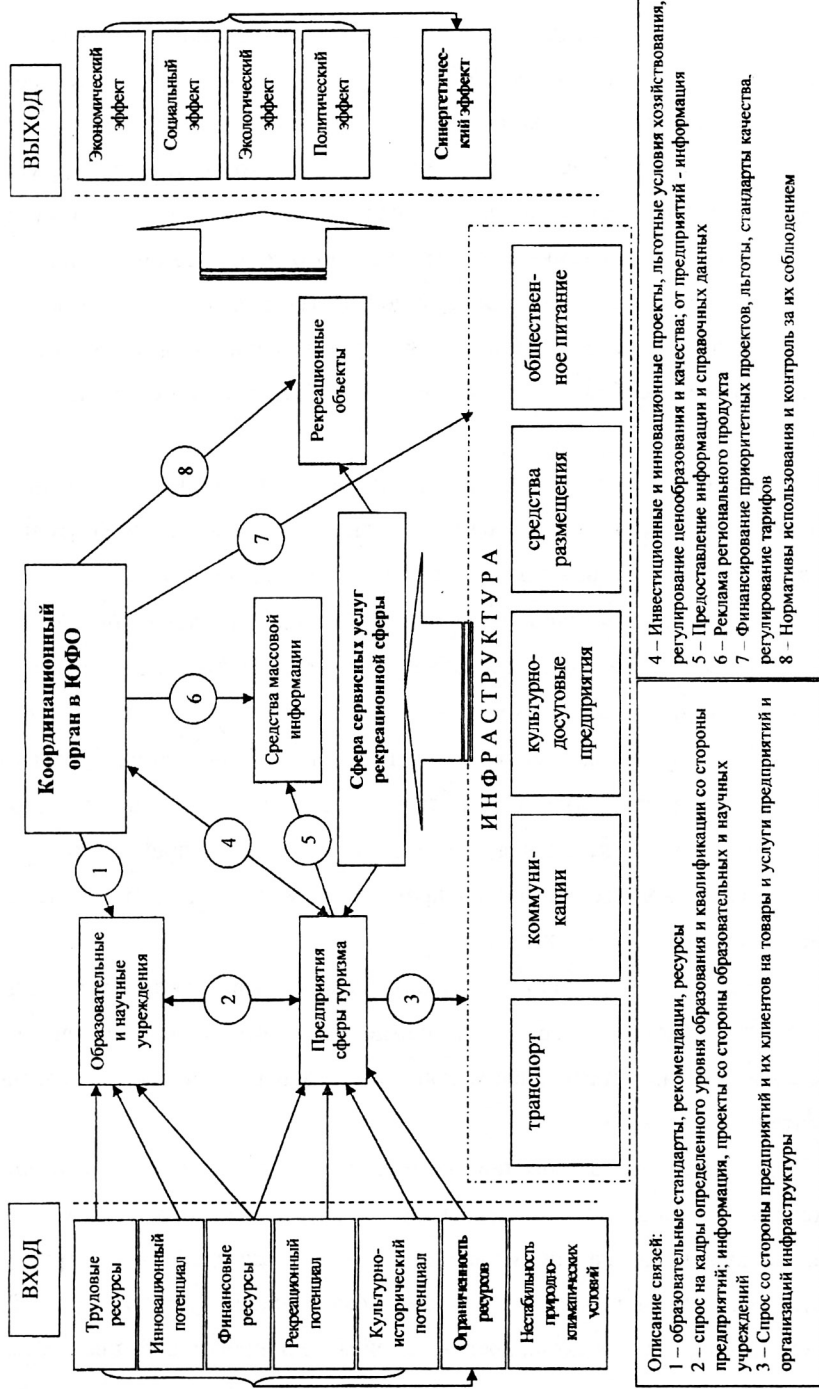 ВХОД
Трудовые
ресурсы
Инновационный
потенциал
Финансовые
ресурсы
Рекреационный
потенциал
Культурно-
исторический
потенциал
Ограниченность
ресурсов
Нестабильность
природно-
климатических
условий
Образовательные
и научные
учреждения
Предприятия
сферы туризма
Координационный
орган в ЮФО
Средства массовой
информации
Сфера сервисных услуг
рекреационной сферы
Рекреационные
объекты
1
2
3
4
5
6
7
8
ИНФРАСТРУКТУРА
транспорт
коммуни-
кации
культурно-
досуговые
предприятия
средства
размещения
обществен-
ное питание
ВЫХОД
Экономический
эффект
Социальный
эффект
Экологический
эффект
Политический
эффект
Синергетичес-
кий эффект
Описание связей:
1 – образовательные стандарты, рекомендации, ресурсы
2 – спрос на кадры определенного уровня образования и квалификации со стороны
предприятий; информация, проекты со стороны образовательных и научных
учреждений
3 – Спрос со стороны предприятий и их клиентов на товары и услуги предприятий и
организаций инфраструктуры
4 – Инвестиционные и инновационные проекты, льготные условия хозяйствования,
регулирование ценообразования и качества; от предприятий - информация
5 – Предоставление информации и справочных данных
6 – Реклама регионального продукта
7 – Финансирование приоритетных проектов, льготы, стандарты качества.
регулирование тарифов
8 – Нормативы использования и контроль за их соблюдением